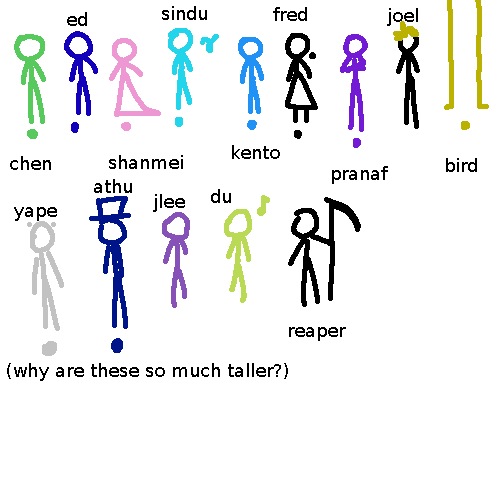 ed
sindu
fred
joel
chen
shanmei
kento
pranaf
bird
yape
athu
jlee
du
reaper
(why are these so much taller?)